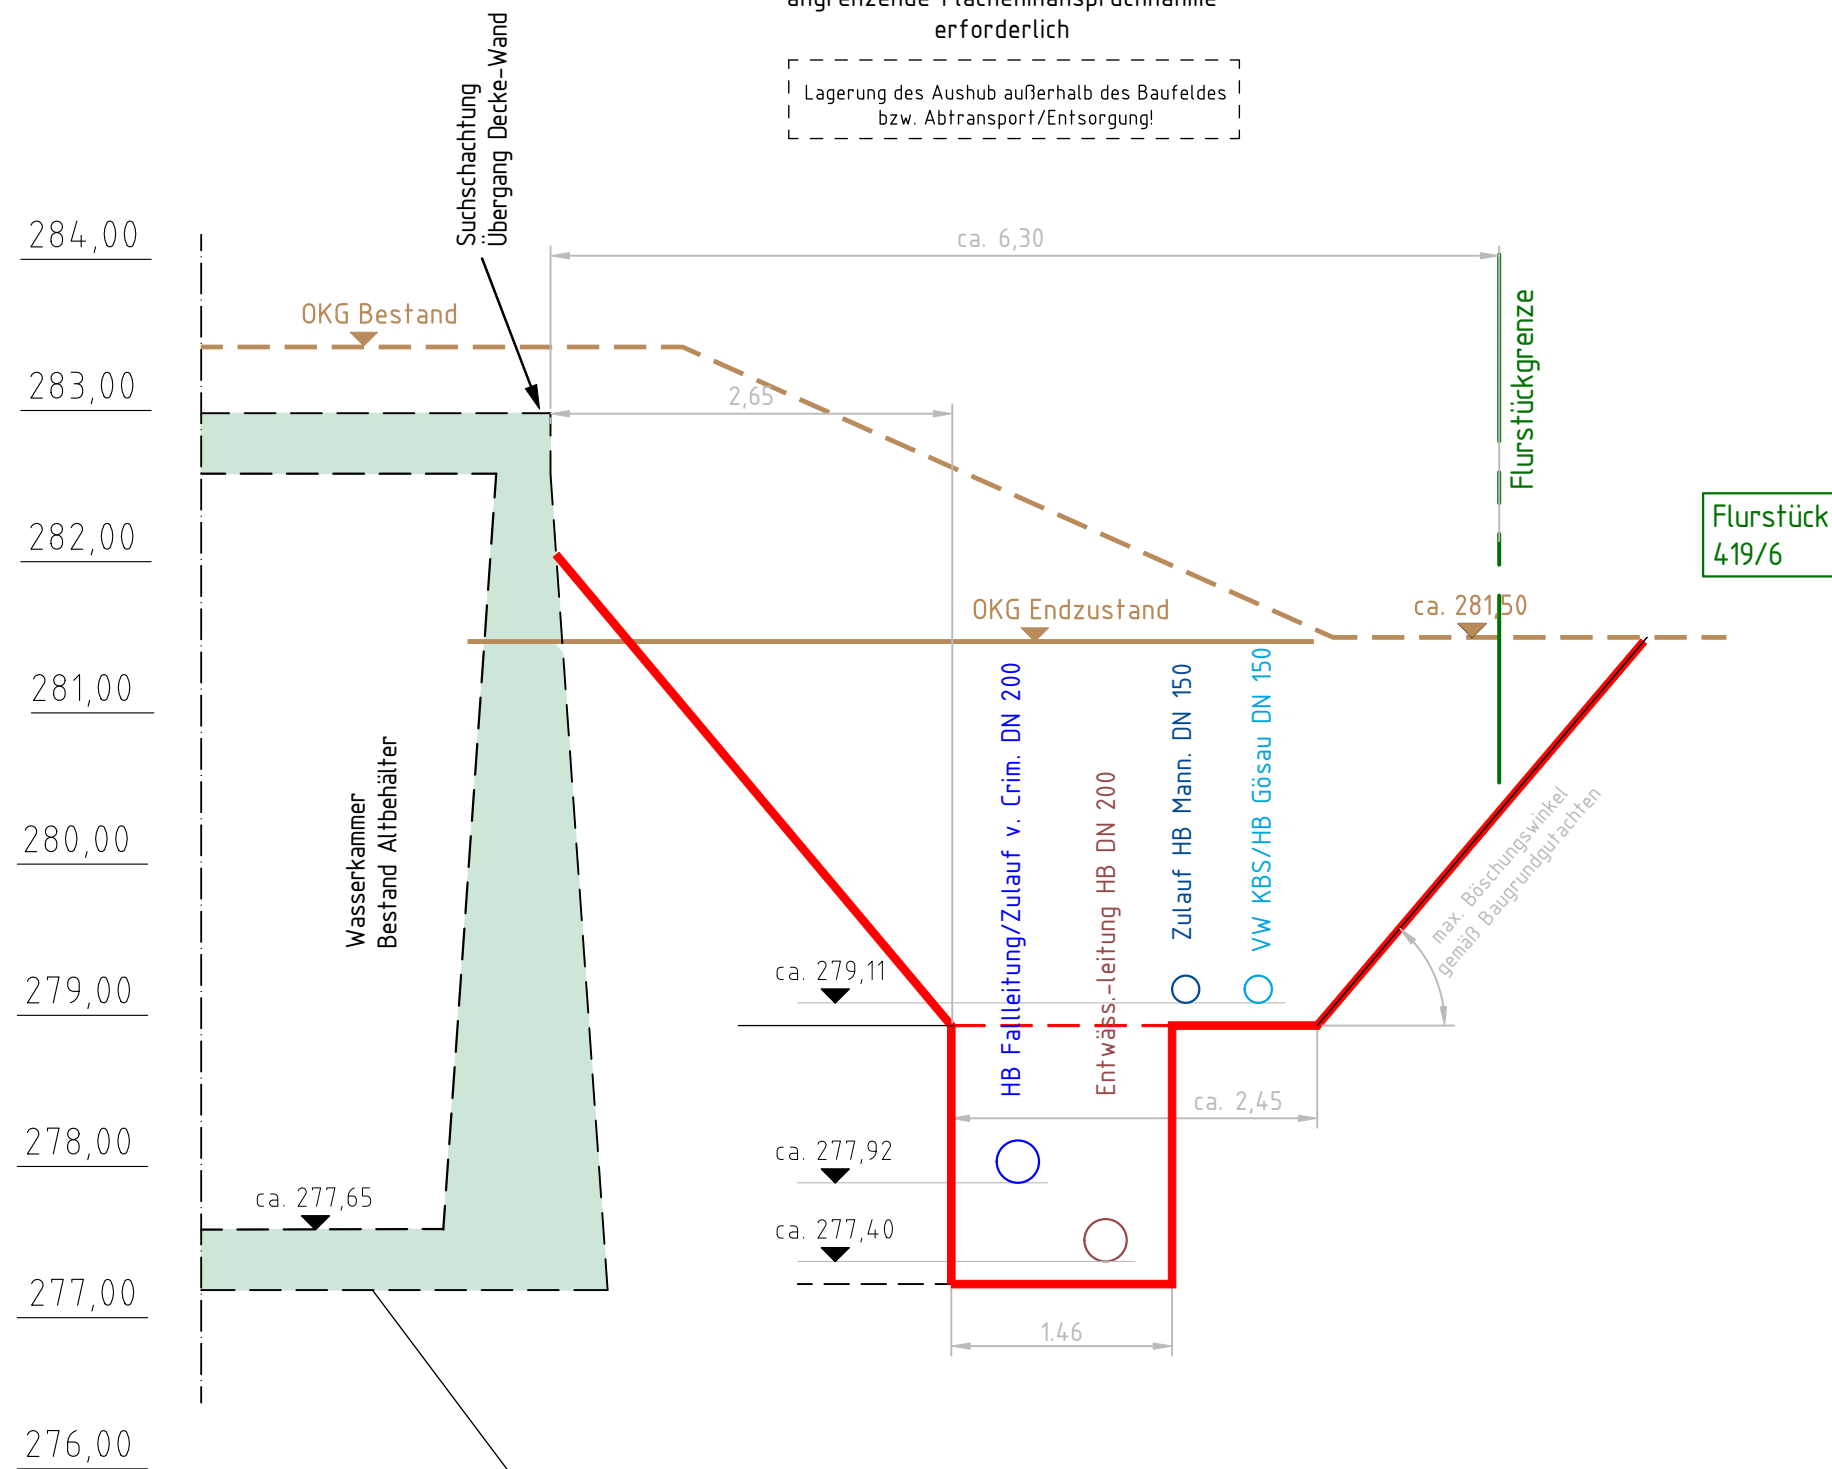 angrenzende Flächeninanspruchnahme
erforderlich
Lagerung des Aushub außerhalb des Baufeldes
bzw. Abtransport/Entsorgung!
Suchschachtung
Übergang Decke-Wand
284,00
283,00
282,00
281,00
280,00
279,00
278,00
277,00
276,00
ca. 6,30
OKG Bestand
2,65
Flurstückgrenze
Flurstück
419/6
OKG Endzustand
ca. 281,50
Wasserkammer
Bestand Altbehälter
HB Fallleitung/Zulauf v. Crim. DN 200
Entwäss.-leitung HB DN 200
Zulauf HB Mann. DN 150
VW KBS/HB Gösau DN 150
max. Böschungswinkel
gemäß Baugrundgutachten
ca. 279,11
ca. 2,45
ca. 277,92
ca. 277,65
ca. 277,40
1.46